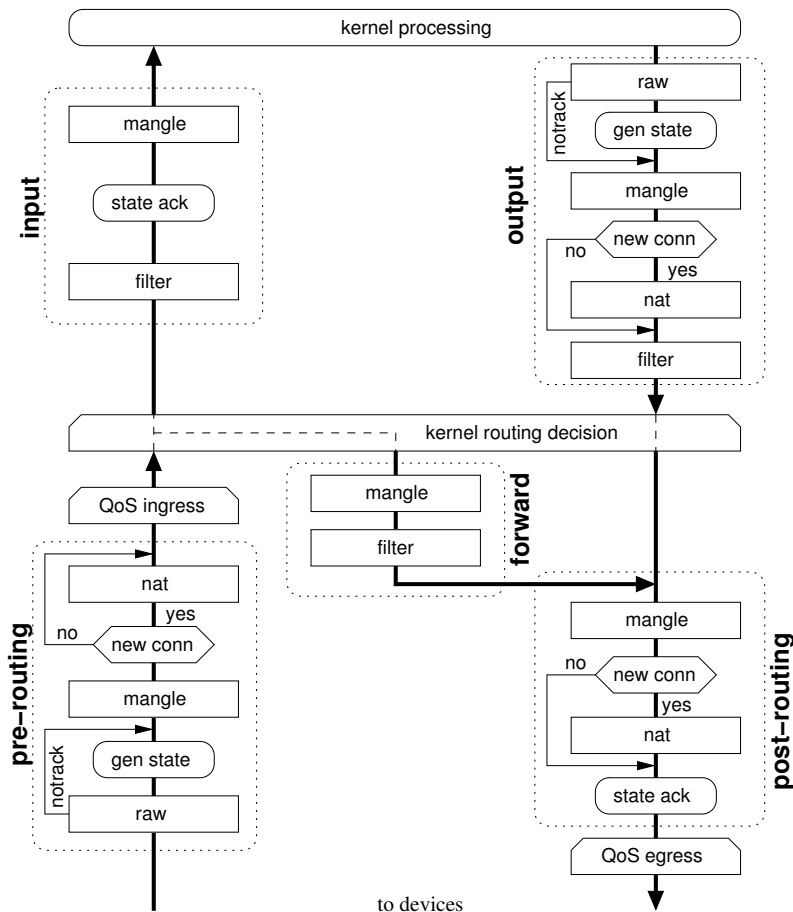 kernel processing
raw
notrack
gen state
mangle
mangle
input
state ack
output
new conn
no
yes
filter
nat
filter
kernel routing decision
QoS ingress
mangle
forward
filter
nat
yes
no
new conn
pre–routing
mangle
notrack
gen state
raw
mangle
no
new conn
yes
post–routing
nat
state ack
QoS egress
to devices